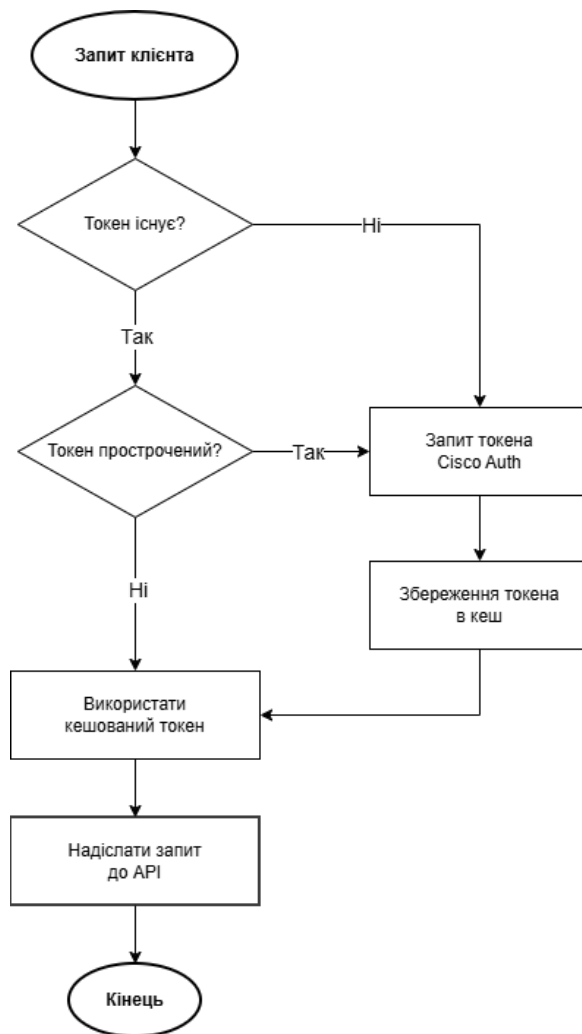 Запит клієнта
Токен існує?
Ні
Так
Токен прострочений?
Так
Запит токена
Cisco Auth
Ні
Збереження токена
в кеш
Використати
кешований токен
Надіслати запит
до API
Кінець